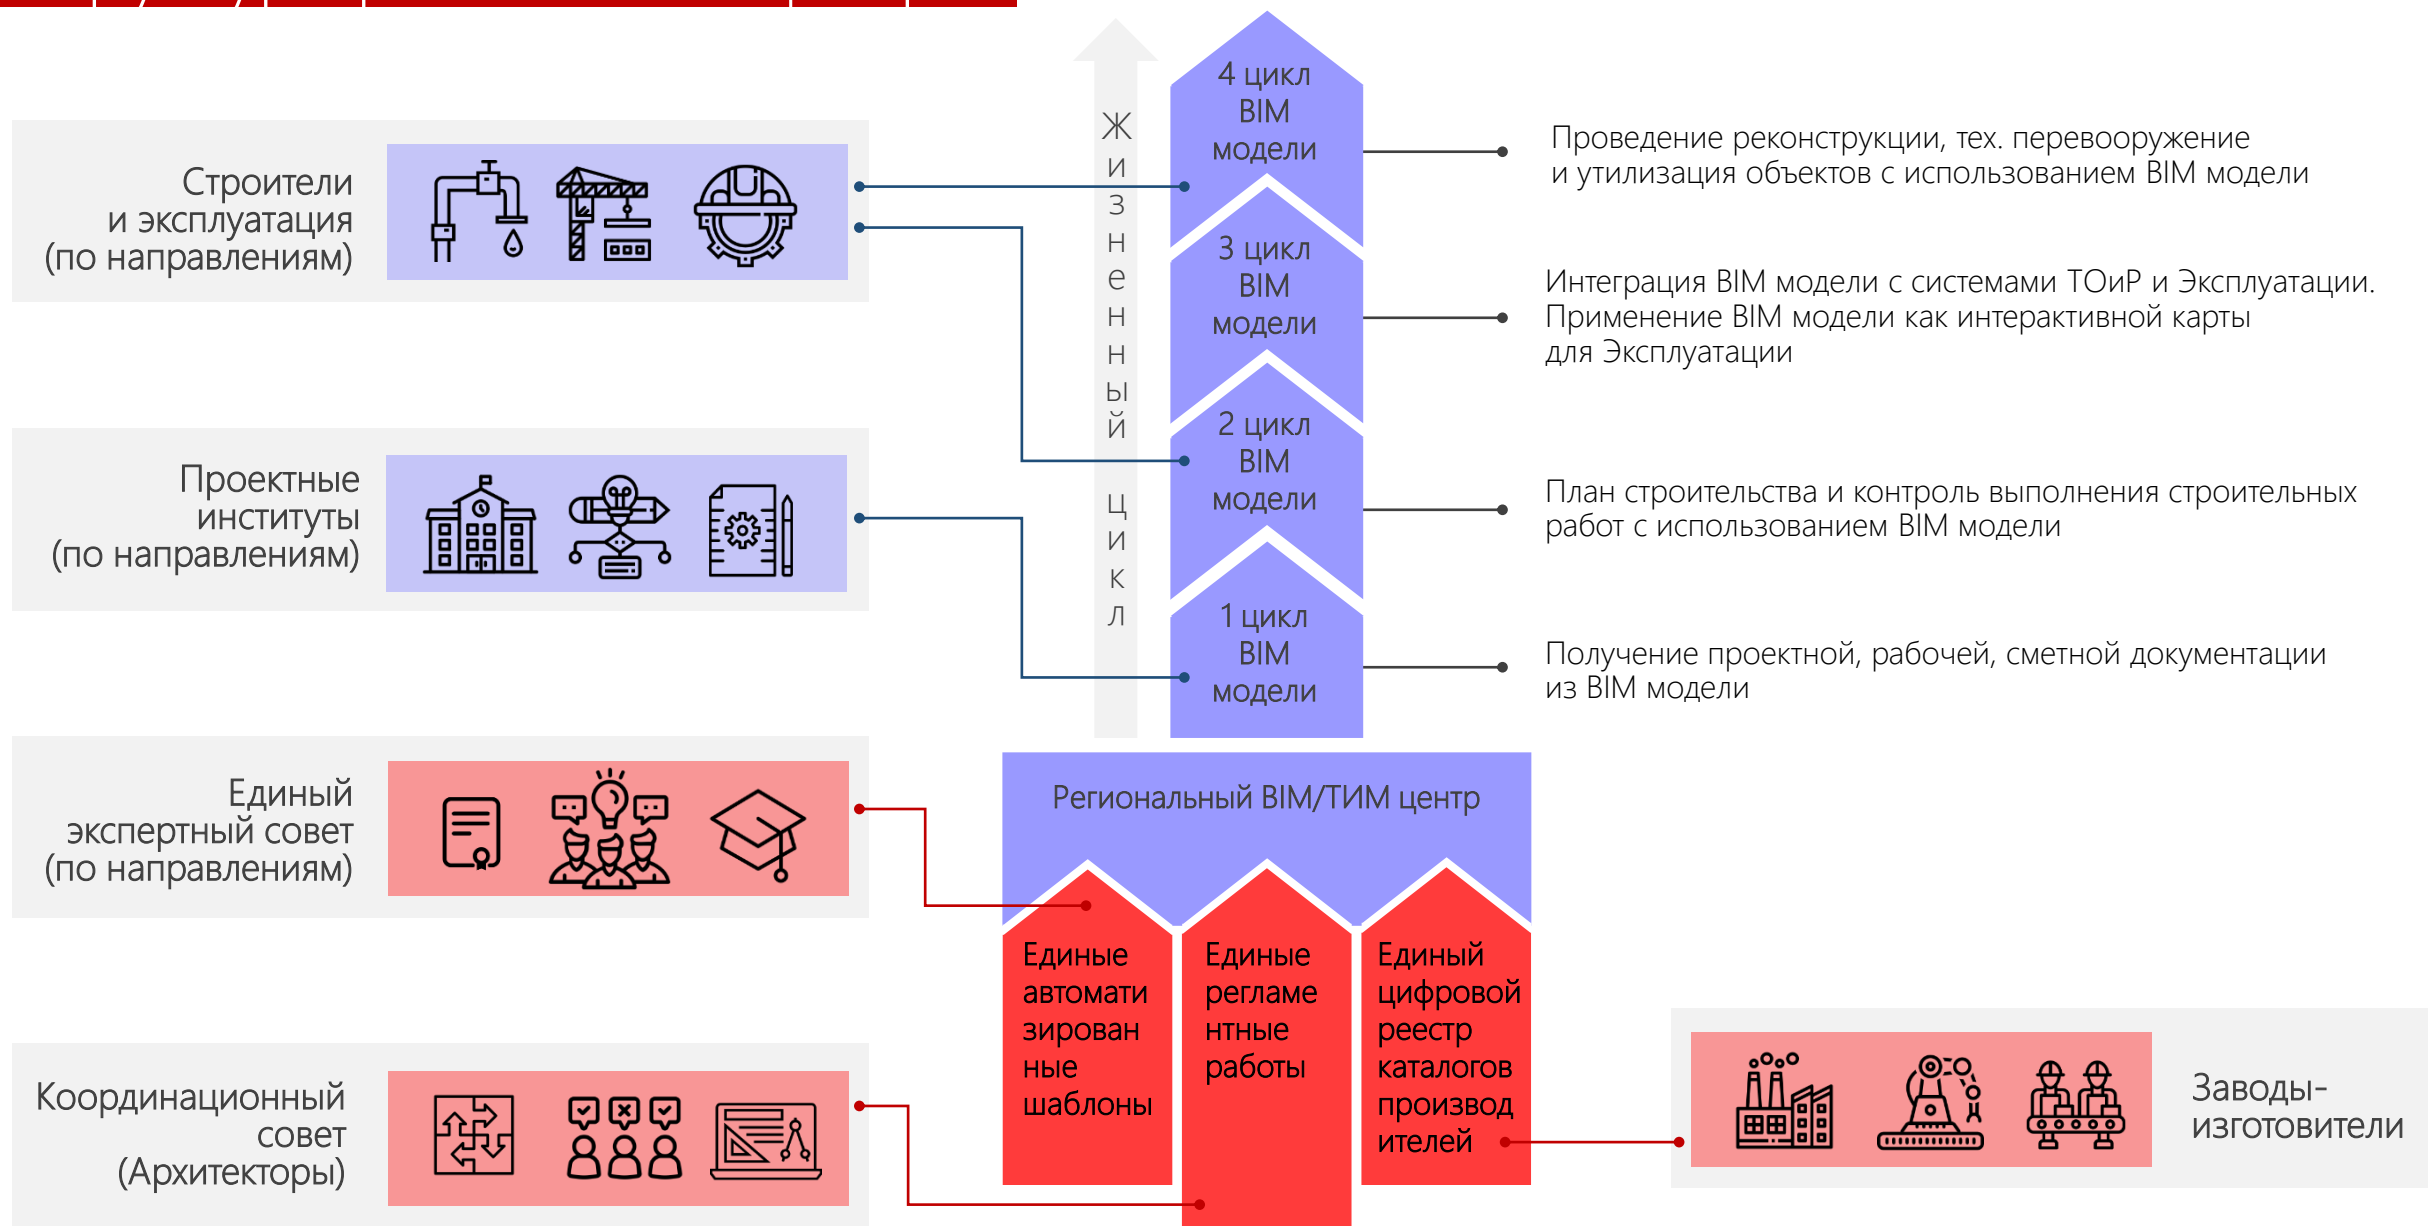 Строители
и эксплуатация
(по направлениям)
Проектные
институты
(по направлениям)
Единый
экспертный совет
(по направлениям)
Координационный
совет
(Архитекторы)
Жизненный цикл
4 цикл
BIM
модели
3 цикл
BIM
модели
2 цикл
BIM
модели
1 цикл
BIM
модели
Проведение реконструкции, тех. перевооружение
и утилизация объектов с использованием BIM модели
Интеграция BIM модели с системами ТОиР и Эксплуатации.
Применение BIM модели как интерактивной карты
для Эксплуатации
План строительства и контроль выполнения строительных
работ с использованием BIM модели
Получение проектной, рабочей, сметной документации
из BIM модели
Региональный BIM/ТИМ центр
Единые
автомати
зирован
ные
шаблоны
Единые
регламе
нтные
работы
Единый
цифровой
реестр
каталогов
производ
ителей
Заводы-
изготовители